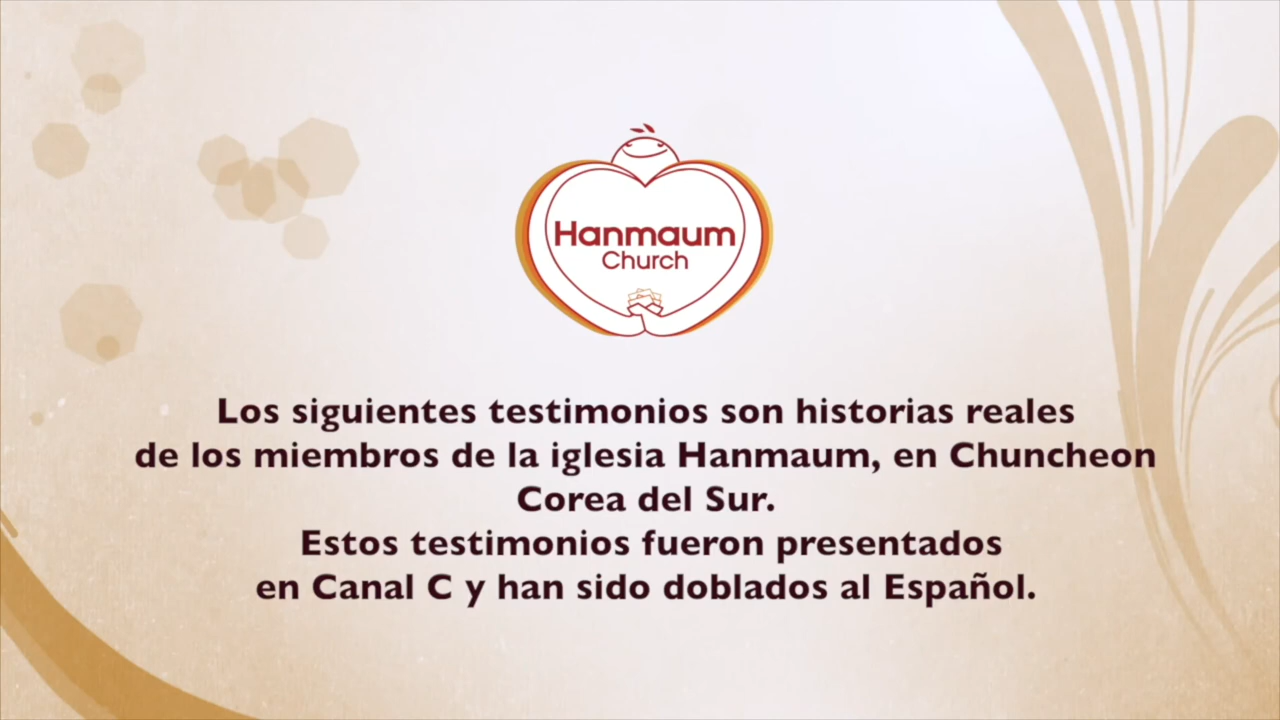 Hanmaum
Church
Los siguientes testimonios son historias reales
de los miembros de la iglesia Hanmaum, en Chuncheon
Corea del Sur.
Estos testimonios fueron presentados
en Canal C y han sido doblados al Español.